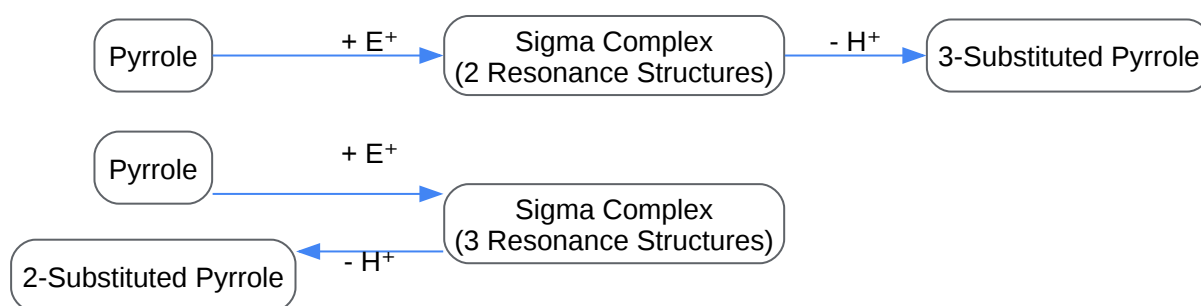 Pyrrole
+ E⁺
Sigma Complex
(2 Resonance Structures)
- H⁺
3-Substituted Pyrrole
Pyrrole
+ E⁺
Sigma Complex
(3 Resonance Structures)
- H⁺
2-Substituted Pyrrole